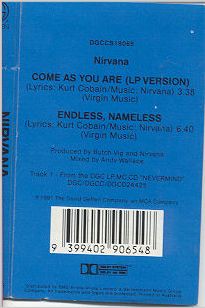 DGCCS19065
Nirvana
COME AS YOU ARE (LP VERSION)
(Lyrics: Kurt Cobain/Music: Nirvana) 3.38
(Virgin Music)
ENDLESS, NAMELESS
(Lyrics: Kurt Cobain/Music: Nirvana) 6.40
(Virgin Music)
Produced by Butch Vig and Nirvana
Mixed by Andy Wallace
Track 1 - From the DGC LP/MC/CD "NEVERMIND"
DGC/DGCC/DGCD24425
© 1991 The David Geffen Company, an MCA Company
9 399402 906548
NIRVANA